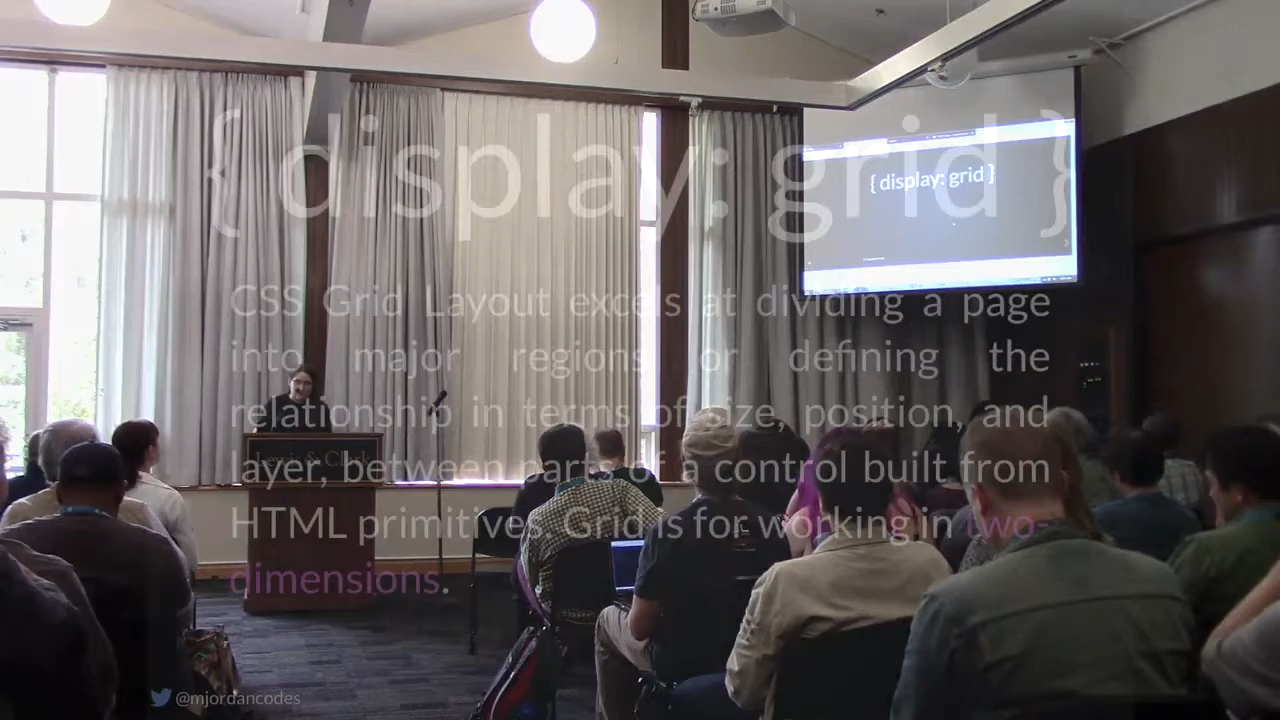 { display: grid }
{ display: grid }
CSS Grid Layout excels at dividing a page
into major regions or defining the
relationship in terms of size, position, and
layer, between parts of a control built from
HTML primitives. Grid is for working in two-
dimensions.
Lewis & Clark
@mjordancodes